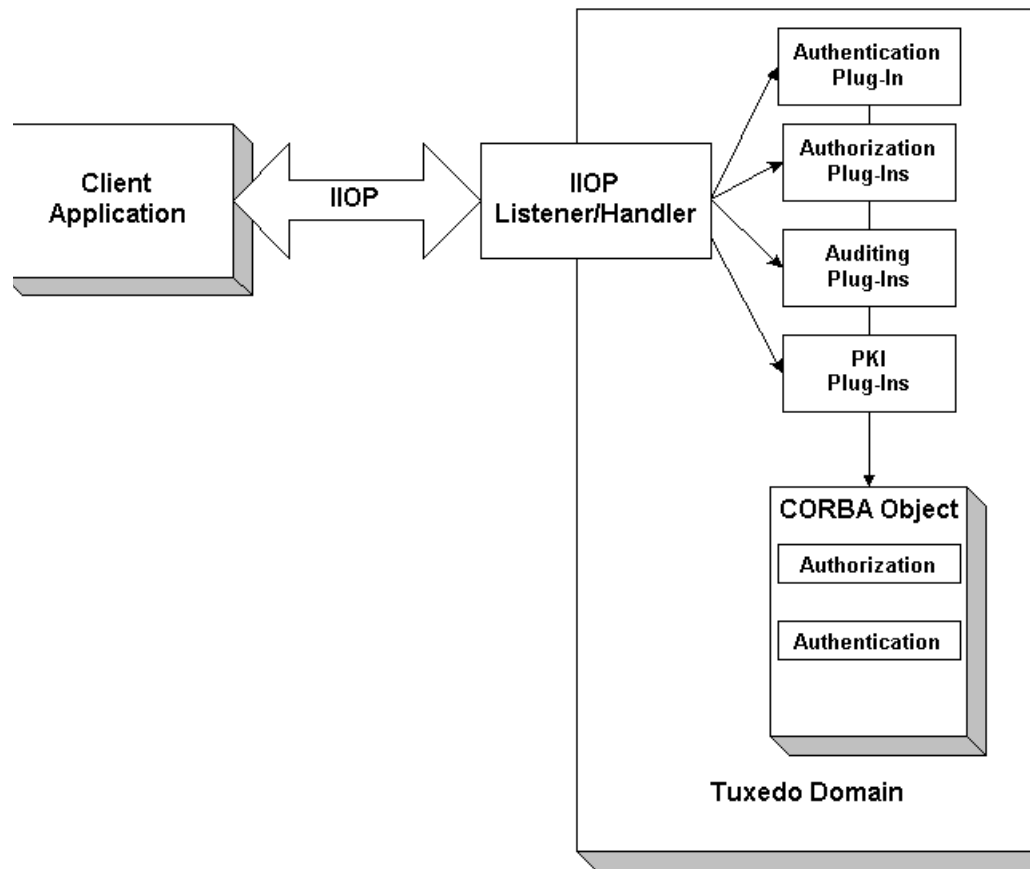 Client
Application
IIOP
IIOP
Listener/Handler
Authentication
Plug-In
Authorization
Plug-Ins
Auditing
Plug-Ins
PKI
Plug-Ins
CORBA Object
Authorization
Authentication
Tuxedo Domain